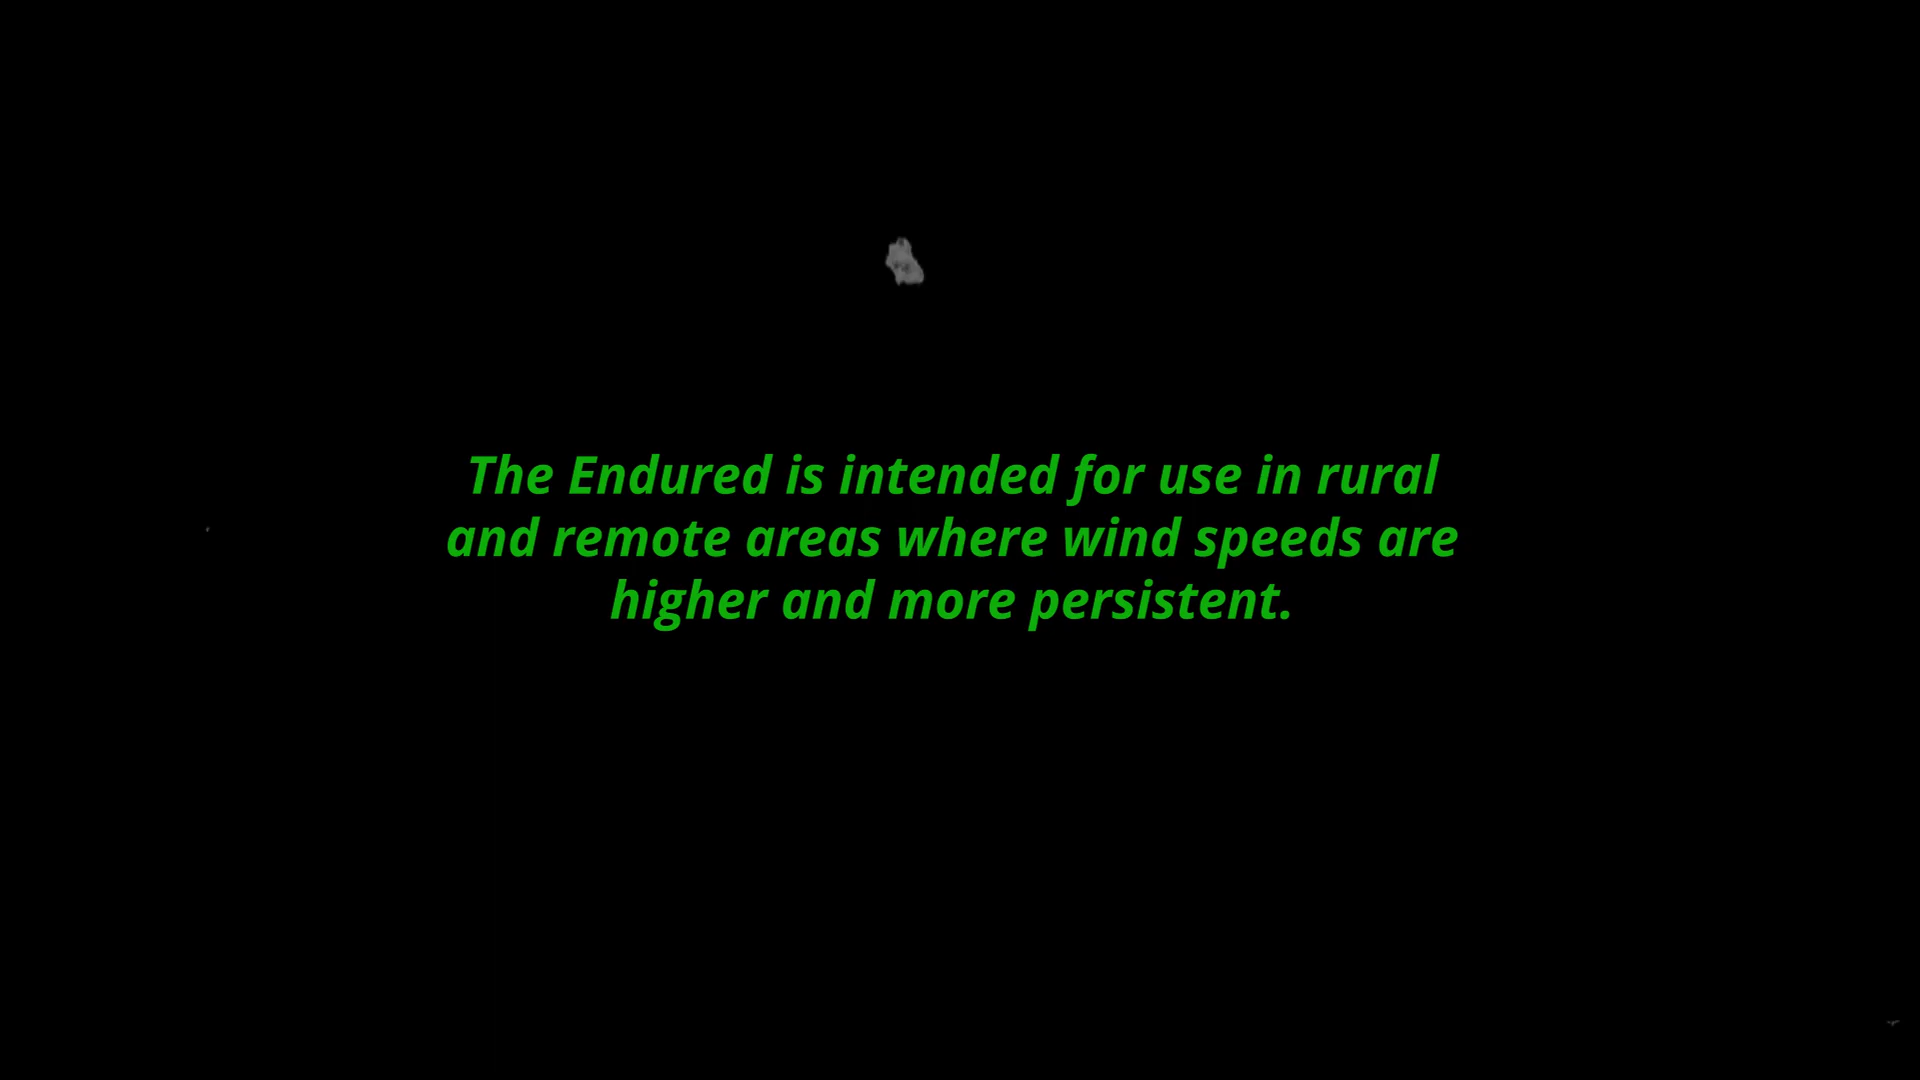 The Endured is intended for use in rural
and remote areas where wind speeds are
higher and more persistent.